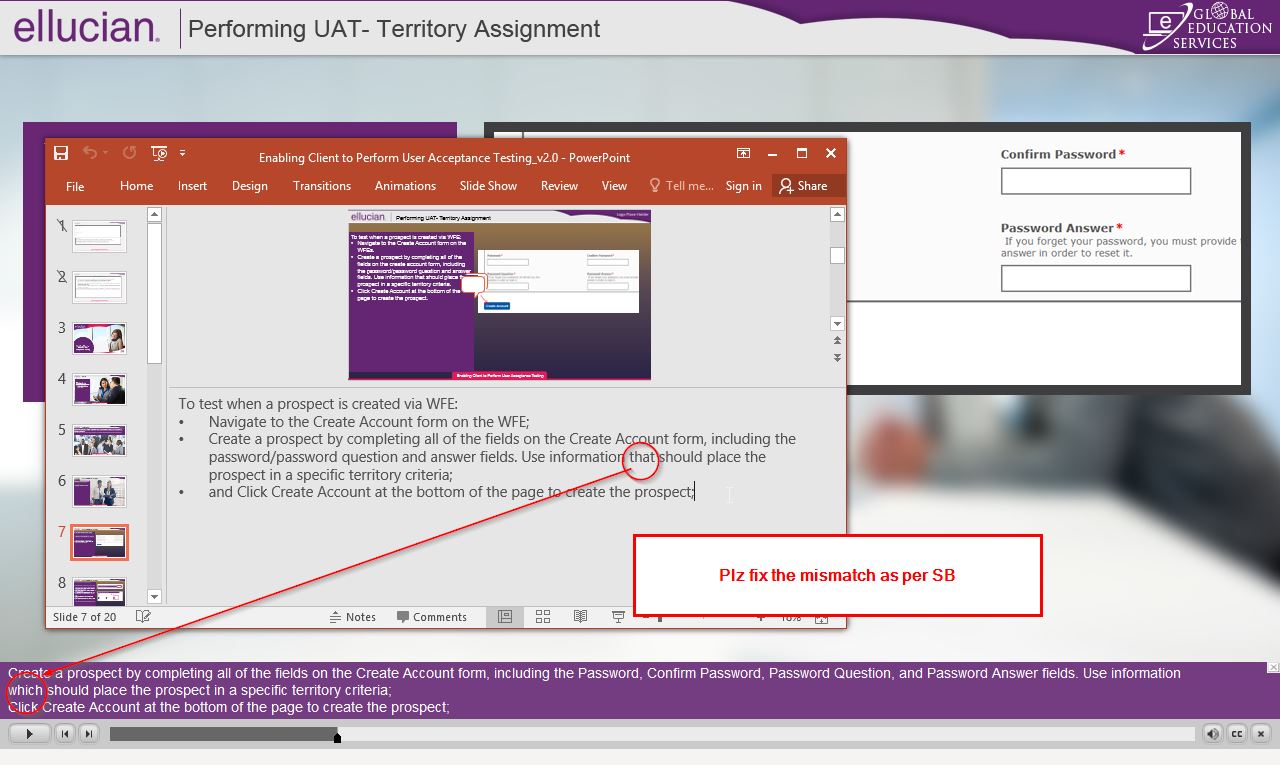 ellucian.
Performing UAT- Territory Assignment
GLOBAL
EDUCATION
SERVICES
Enabling Client to Perform User Acceptance Testing_v2.0 - PowerPoint
File Home Insert Design Transitions Animations Slide Show Review View Tell me... Sign in Share
1
2
3
4
5
6
7
8
ellucian. Performing UAT- Territory Assignment
To test when a prospect is created via WFE:
• Navigate to the Create Account form on the
WFEs.
• Create a prospect by completing all of the
fields on the create account form, including
the password/password question and answer
fields. Use information that should place the
prospect in a specific territory criteria.
• Click Create Account at the bottom of the
page to create the prospect.
Create Account
Enabling Client to Perform User Acceptance Testing
To test when a prospect is created via WFE:
• Navigate to the Create Account form on the WFE;
• Create a prospect by completing all of the fields on the Create Account form, including the
password/password question and answer fields. Use information that should place the
prospect in a specific territory criteria;
• and Click Create Account at the bottom of the page to create the prospect;
Slide 7 of 20 Notes Comments
Confirm Password *
Password Answer *
If you forget your password, you must provide
answer in order to reset it.
Plz fix the mismatch as per SB
Create a prospect by completing all of the fields on the Create Account form, including the Password, Confirm Password, Password Question, and Password Answer fields. Use information
which should place the prospect in a specific territory criteria;
Click Create Account at the bottom of the page to create the prospect;
CC